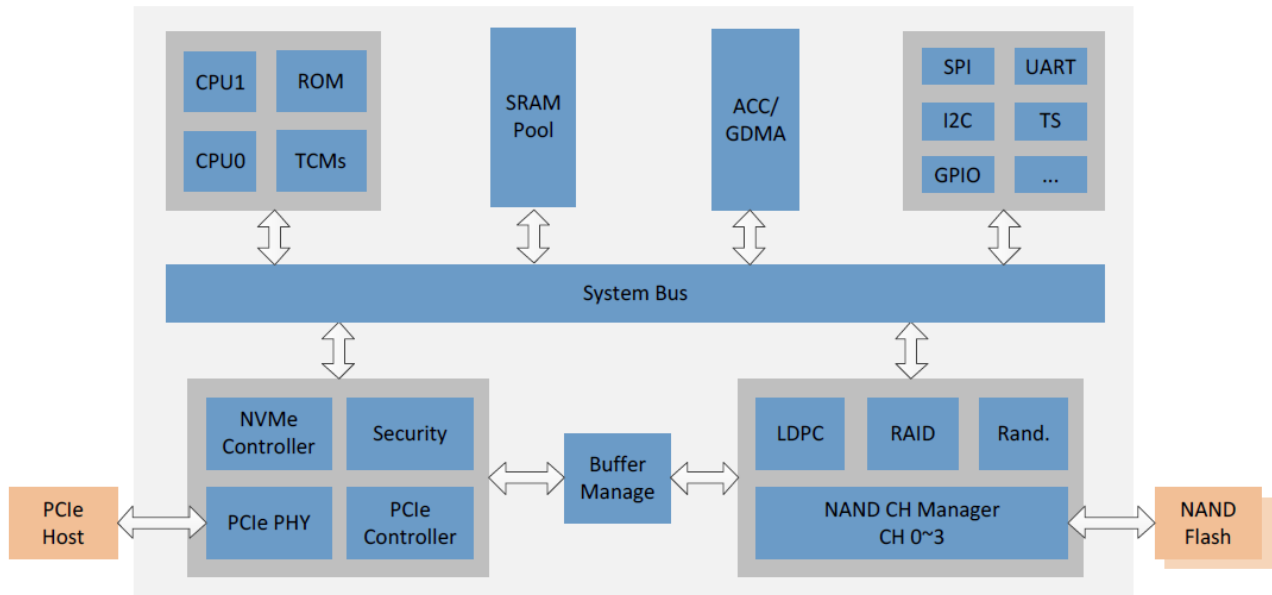 CPU1
ROM
CPU0
TCMs
SRAM
Pool
ACC/
GDMA
SPI
UART
I2C
TS
GPIO
...
System Bus
NVMe
Controller
Security
PCIe PHY
PCIe
Controller
Buffer
Manage
LDPC
RAID
Rand.
NAND CH Manager
CH 0~3
PCIe
Host
NAND
Flash